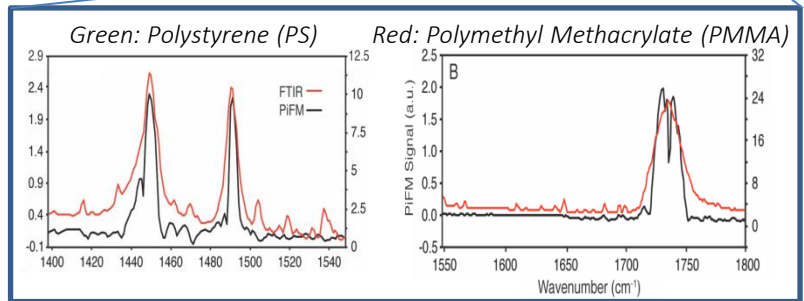 Green: Polystyrene (PS)
Red: Polymethyl Methacrylate (PMMA)
2.9
2.4
1.9
1.4
0.9
0.4
-0.1
12.5
10
7.5
5
2.5
0
FTIR
PiFM
1400 1420 1440 1460 1480 1500 1520 1540
PiFM Signal (a.u.)
2.5
2.0
1.5
1.0
0.5
0.0
-0.5
B
32
24
16
8
0
1550 1600 1650 1700 1750 1800
Wavenumber (cm⁻¹)